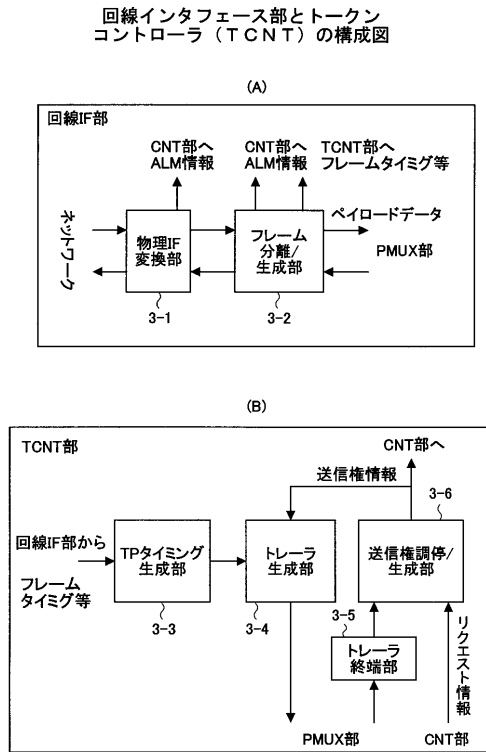 回線インタフェース部とトークン
コントローラ（TCNT）の構成図
(A)
回線IF部
CNT部へ
ALM情報
CNT部へ
ALM情報
TCNT部へ
フレームタイミグ等
ネットワーク
物理IF
変換部
フレーム
分離/
生成部
ペイロードデータ
PMUX部
3-1
3-2
(B)
TCNT部
CNT部へ
送信権情報
3-6
回線IF部から
フレーム
タイミグ等
TPタイミング
生成部
トレーラ
生成部
送信権調停/
生成部
3-3
3-4
3-5
トレーラ
終端部
リクエスト情報
PMUX部
CNT部